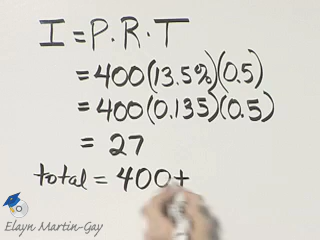 I = P·R·T
= 400(13.5%)(0.5)
= 400(0.135)(0.5)
= 27
total = 400+
Elayn Martin-Gay